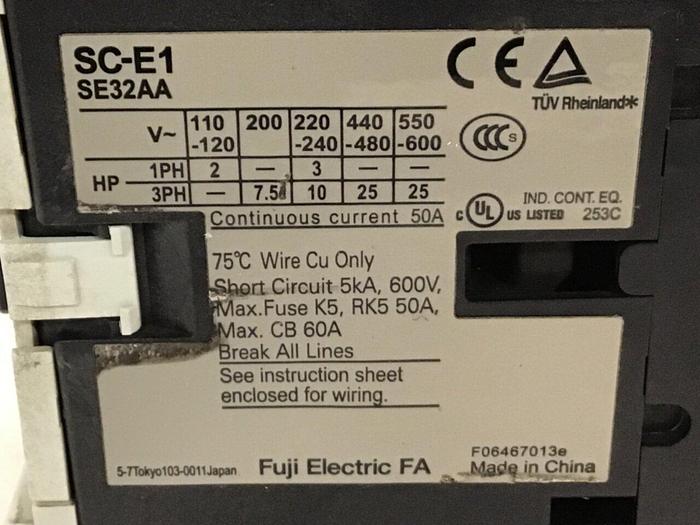 SC-E1
SE32AA
CE
TÜV Rheinland
CCC S
V~ 110-120 200 220-240 440-480 550-600
HP 1PH 2 — 3 — —
3PH — 7.5 10 25 25
Continuous current 50A
C UL US LISTED IND. CONT. EQ. 253C
75°C Wire Cu Only
Short Circuit 5kA, 600V,
Max.Fuse K5, RK5 50A,
Max. CB 60A
Break All Lines
See instruction sheet
enclosed for wiring.
5-7Tokyo103-0011Japan Fuji Electric FA
F06467013e
Made in China